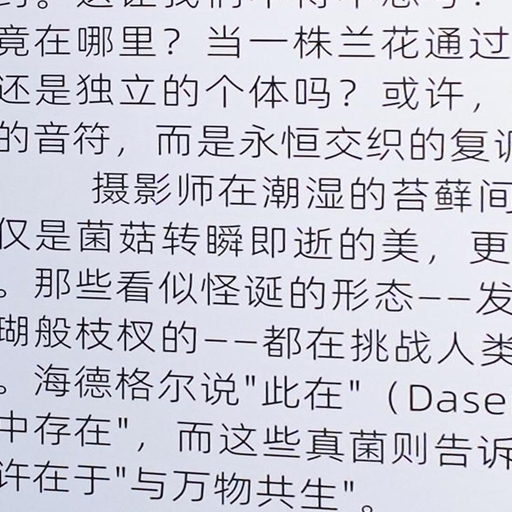 竟在哪里？当一株兰花通过
还是独立的个体吗？或许，
的音符，而是永恒交织的复调
摄影师在潮湿的苔藓间
仅是菌菇转瞬即逝的美，更
。那些看似怪诞的形态——发
瑚般枝杈的——都在挑战人类
。海德格尔说"此在"（Dase
中存在"，而这些真菌则告诉
许在于"与万物共生"。